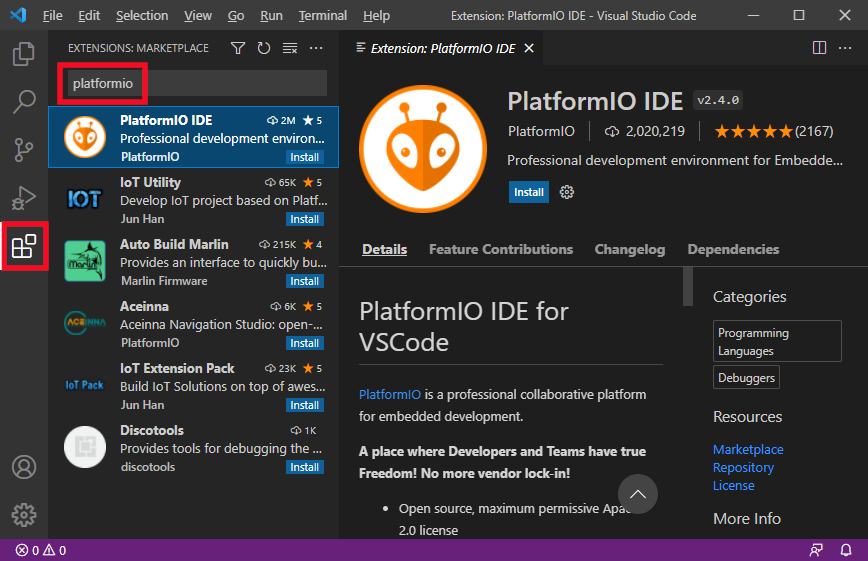 File Edit Selection View Go Run Terminal Help Extension: PlatformIO IDE - Visual Studio Code
EXTENSIONS: MARKETPLACE
platformio
PlatformIO IDE 2M ★ 5
Professional development environ...
PlatformIO Install
IoT Utility 65K ★ 5
IOT
Develop IoT project based on Platf...
Jun Han Install
Auto Build Marlin 215K ★ 4
Marlin
Provides an interface to quickly bu...
Marlin Firmware Install
Aceinna 6K ★ 5
ACEINNA
Aceinna Navigation Studio: open-...
PlatformIO Install
IoT Extension Pack 23K ★ 5
IoT Pack
Build IoT Solutions on top of awes...
Jun Han Install
Discotools 1K
Provides tools for debugging the ...
discotools Install
Extension: PlatformIO IDE
PlatformIO IDE v2.4.0
PlatformIO 2,020,219 ★★★★★(2167)
Professional development environment for Embedde...
Install
Details Feature Contributions Changelog Dependencies
PlatformIO IDE for
VSCode
PlatformIO is a professional collaborative platform
for embedded development.
A place where Developers and Teams have true
Freedom! No more vendor lock-in!
• Open source, maximum permissive Apac
2.0 license
Categories
Programming
Languages
Debuggers
Resources
Marketplace
Repository
License
More Info
0 0